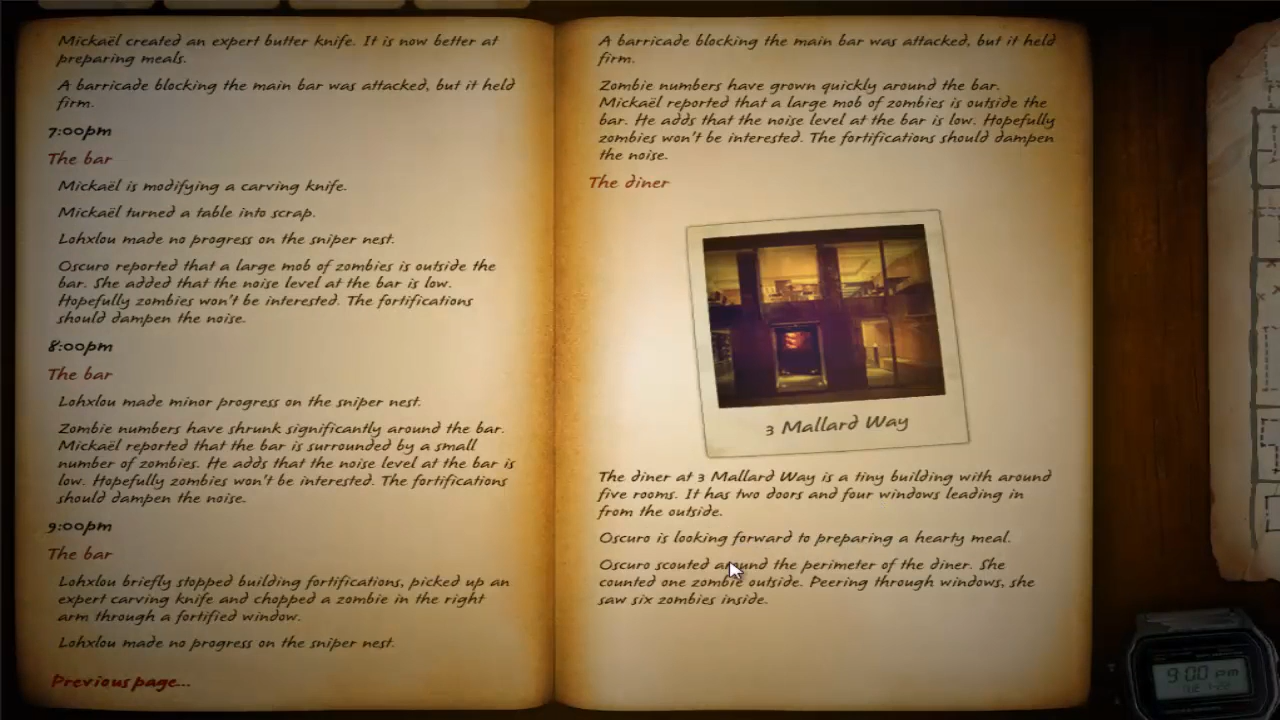 Mickaël created an expert butter knife. It is now better at
preparing meals.
A barricade blocking the main bar was attacked, but it held
firm.
7:00pm
The bar
Mickaël is modifying a carving knife.
Mickaël turned a table into scrap.
Lohxlou made no progress on the sniper nest.
Oscuro reported that a large mob of zombies is outside the
bar. She added that the noise level at the bar is low.
Hopefully zombies won't be interested. The fortifications
should dampen the noise.
8:00pm
The bar
Lohxlou made minor progress on the sniper nest.
Zombie numbers have shrunk significantly around the bar.
Mickaël reported that the bar is surrounded by a small
number of zombies. He adds that the noise level at the bar is
low. Hopefully zombies won't be interested. The fortifications
should dampen the noise.
9:00pm
The bar
Lohxlou briefly stopped building fortifications, picked up an
expert carving knife and chopped a zombie in the right
arm through a fortified window.
Lohxlou made no progress on the sniper nest.
Previous page...
A barricade blocking the main bar was attacked, but it held
firm.
Zombie numbers have grown quickly around the bar.
Mickaël reported that a large mob of zombies is outside the
bar. He adds that the noise level at the bar is low. Hopefully
zombies won't be interested. The fortifications should dampen
the noise.
The diner
3 Mallard Way
The diner at 3 Mallard Way is a tiny building with around
five rooms. It has two doors and four windows leading in
from the outside.
Oscuro is looking forward to preparing a hearty meal.
Oscuro scouted around the perimeter of the diner. She
counted one zombie outside. Peering through windows, she
saw six zombies inside.
9:00 pm